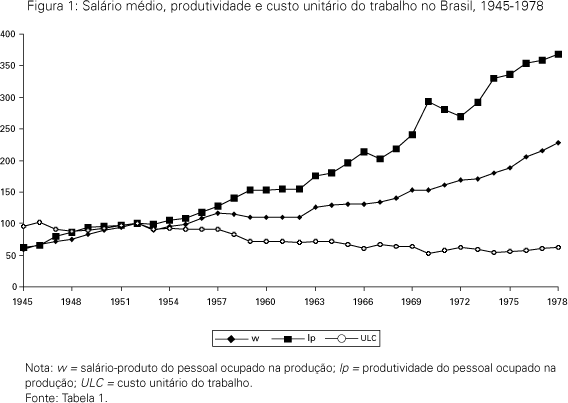 Figura 1: Salário médio, produtividade e custo unitário do trabalho no Brasil, 1945-1978
400
350
300
250
200
150
100
50
0
1945 1948 1951 1954 1957 1960 1963 1966 1969 1972 1975 1978
w lp ULC
Nota: w = salário-produto do pessoal ocupado na produção; lp = produtividade do pessoal ocupado na
produção; ULC = custo unitário do trabalho.
Fonte: Tabela 1.